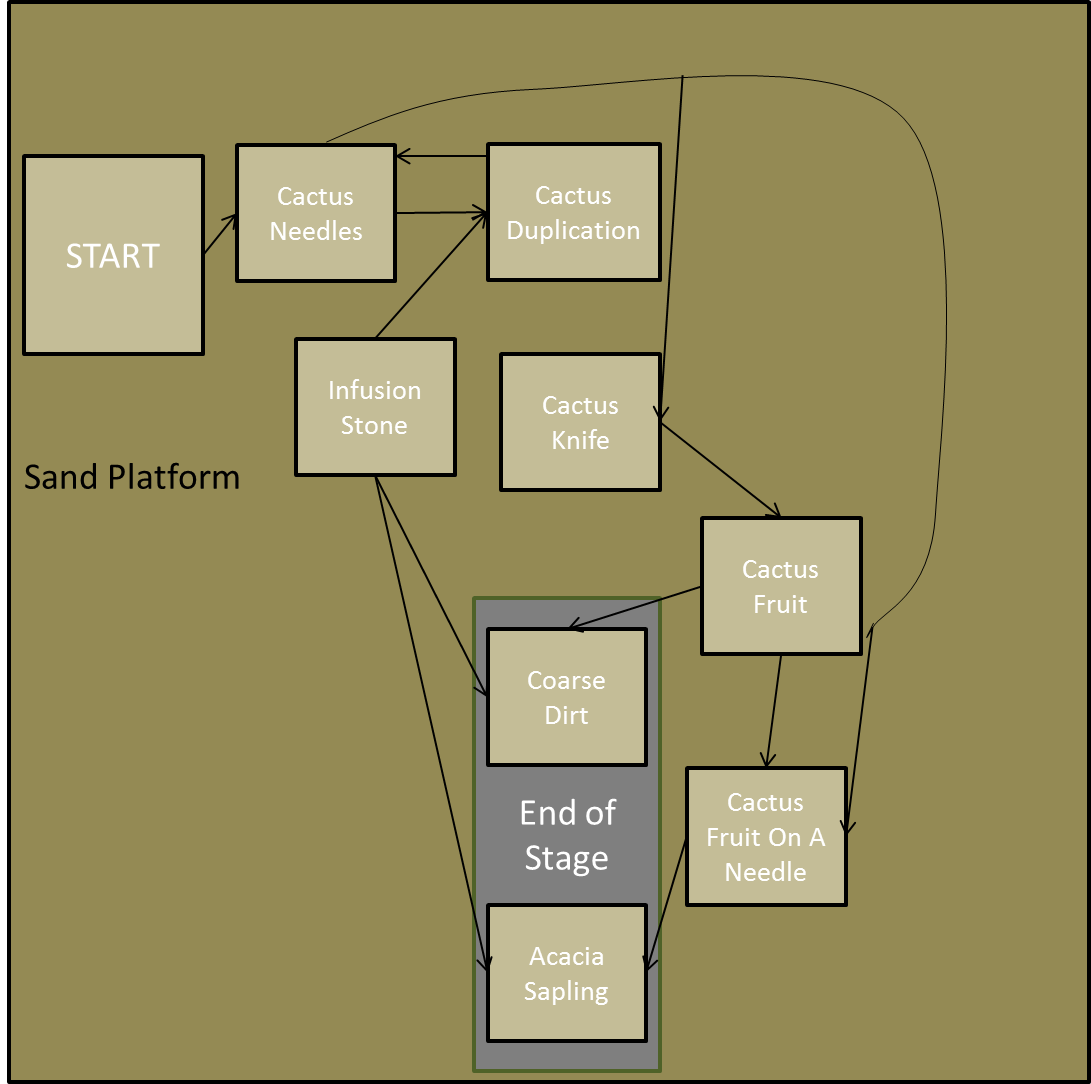 START
Cactus
Needles
Cactus
Duplication
Infusion
Stone
Cactus
Knife
Sand Platform
Cactus
Fruit
Coarse
Dirt
End of
Stage
Cactus
Fruit On A
Needle
Acacia
Sapling